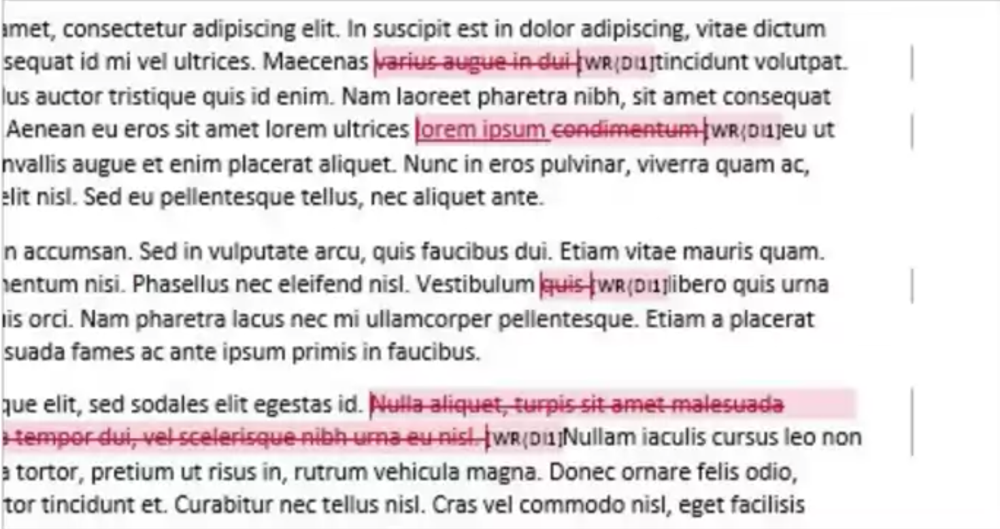 amet, consectetur adipiscing elit. In suscipit est in dolor adipiscing, vitae dictum
sequat id mi vel ultrices. Maecenas varius augue in dui [WR(DI1]tincidunt volutpat.
lus auctor tristique quis id enim. Nam laoreet pharetra nibh, sit amet consequat
Aenean eu eros sit amet lorem ultrices lorem ipsum condimentum [WR(DI1]eu ut
nvallis augue et enim placerat aliquet. Nunc in eros pulvinar, viverra quam ac,
elit nisl. Sed eu pellentesque tellus, nec aliquet ante.
n accumsan. Sed in vulputate arcu, quis faucibus dui. Etiam vitae mauris quam.
nentum nisi. Phasellus nec eleifend nisl. Vestibulum quis [WR(DI1]libero quis urna
uis orci. Nam pharetra lacus nec mi ullamcorper pellentesque. Etiam a placerat
suada fames ac ante ipsum primis in faucibus.
que elit, sed sodales elit egestas id. Nulla aliquet, turpis sit amet malesuada
a tempor dui, vel scelerisque nibh urna eu nisl. [WR(DI1]Nullam iaculis cursus leo non
a tortor, pretium ut risus in, rutrum vehicula magna. Donec ornare felis odio,
tor tincidunt et. Curabitur nec tellus nisl. Cras vel commodo nisl, eget facilisis